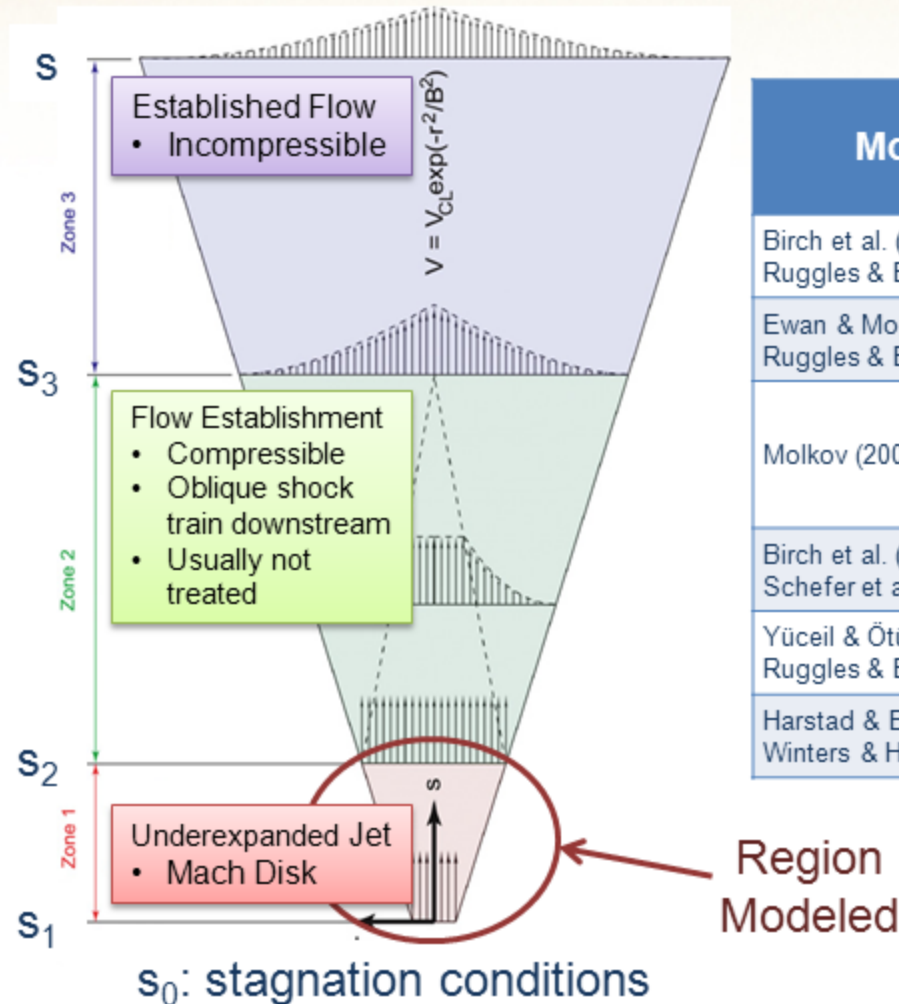 S
Established Flow
• Incompressible
Zone 3
V = V_CL exp(-r²/B²)
S₃
Flow Establishment
• Compressible
• Oblique shock
train downstream
• Usually not
treated
Zone 2
S₂
s
Underexpanded Jet
• Mach Disk
Zone 1
S₁
s₀: stagnation conditions
Region
Modeled
Mo
Birch et al. (
Ruggles & E
Ewan & Mo
Ruggles & E
Molkov (200
Birch et al. (
Schefer et a
Yüceil & Ötü
Ruggles & E
Harstad & B
Winters & H